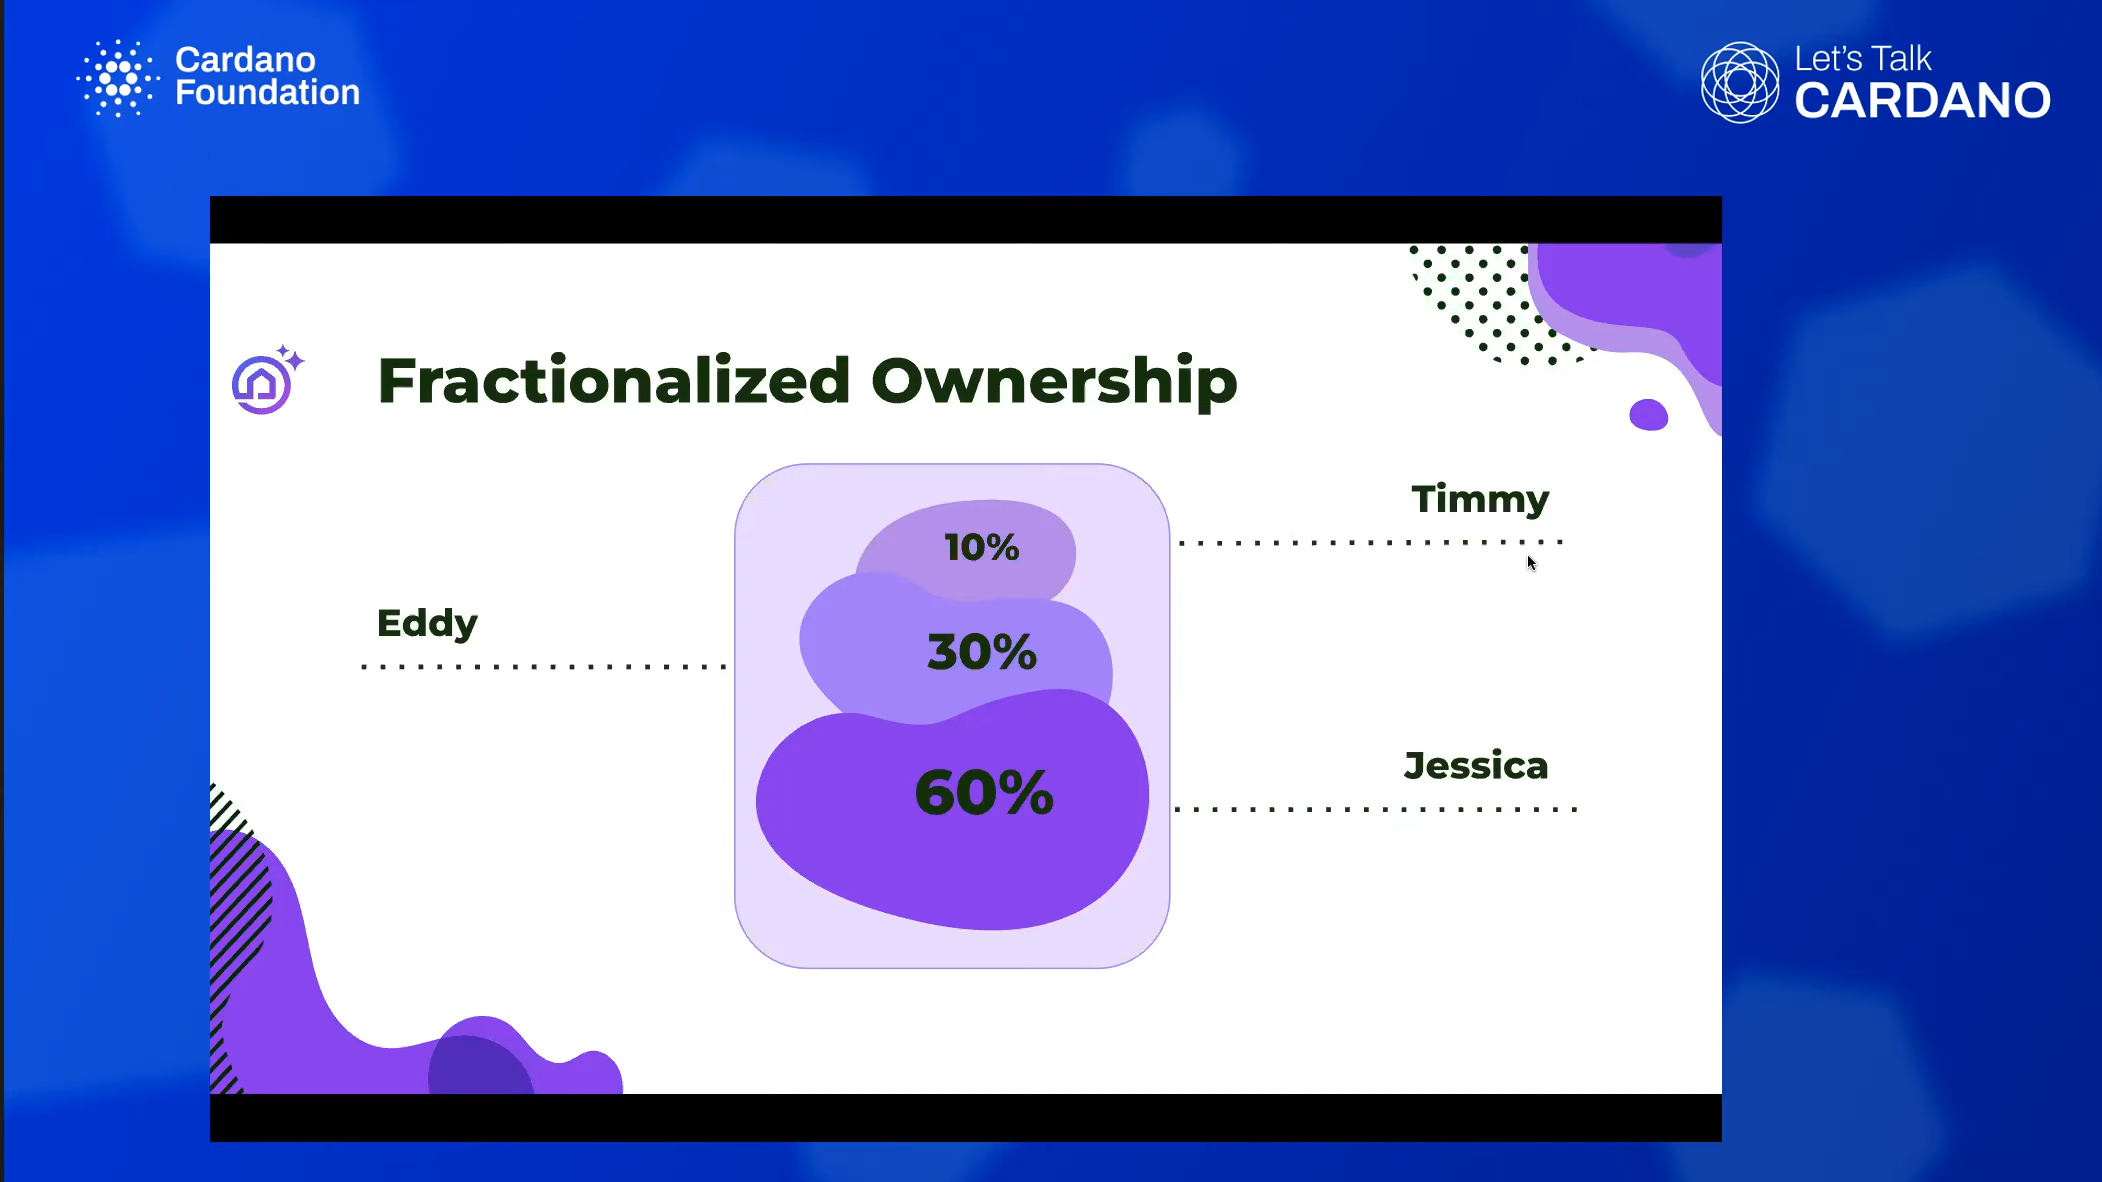 Cardano
Foundation
Let's Talk
CARDANO
Fractionalized Ownership
Timmy
10%
Eddy
30%
Jessica
60%